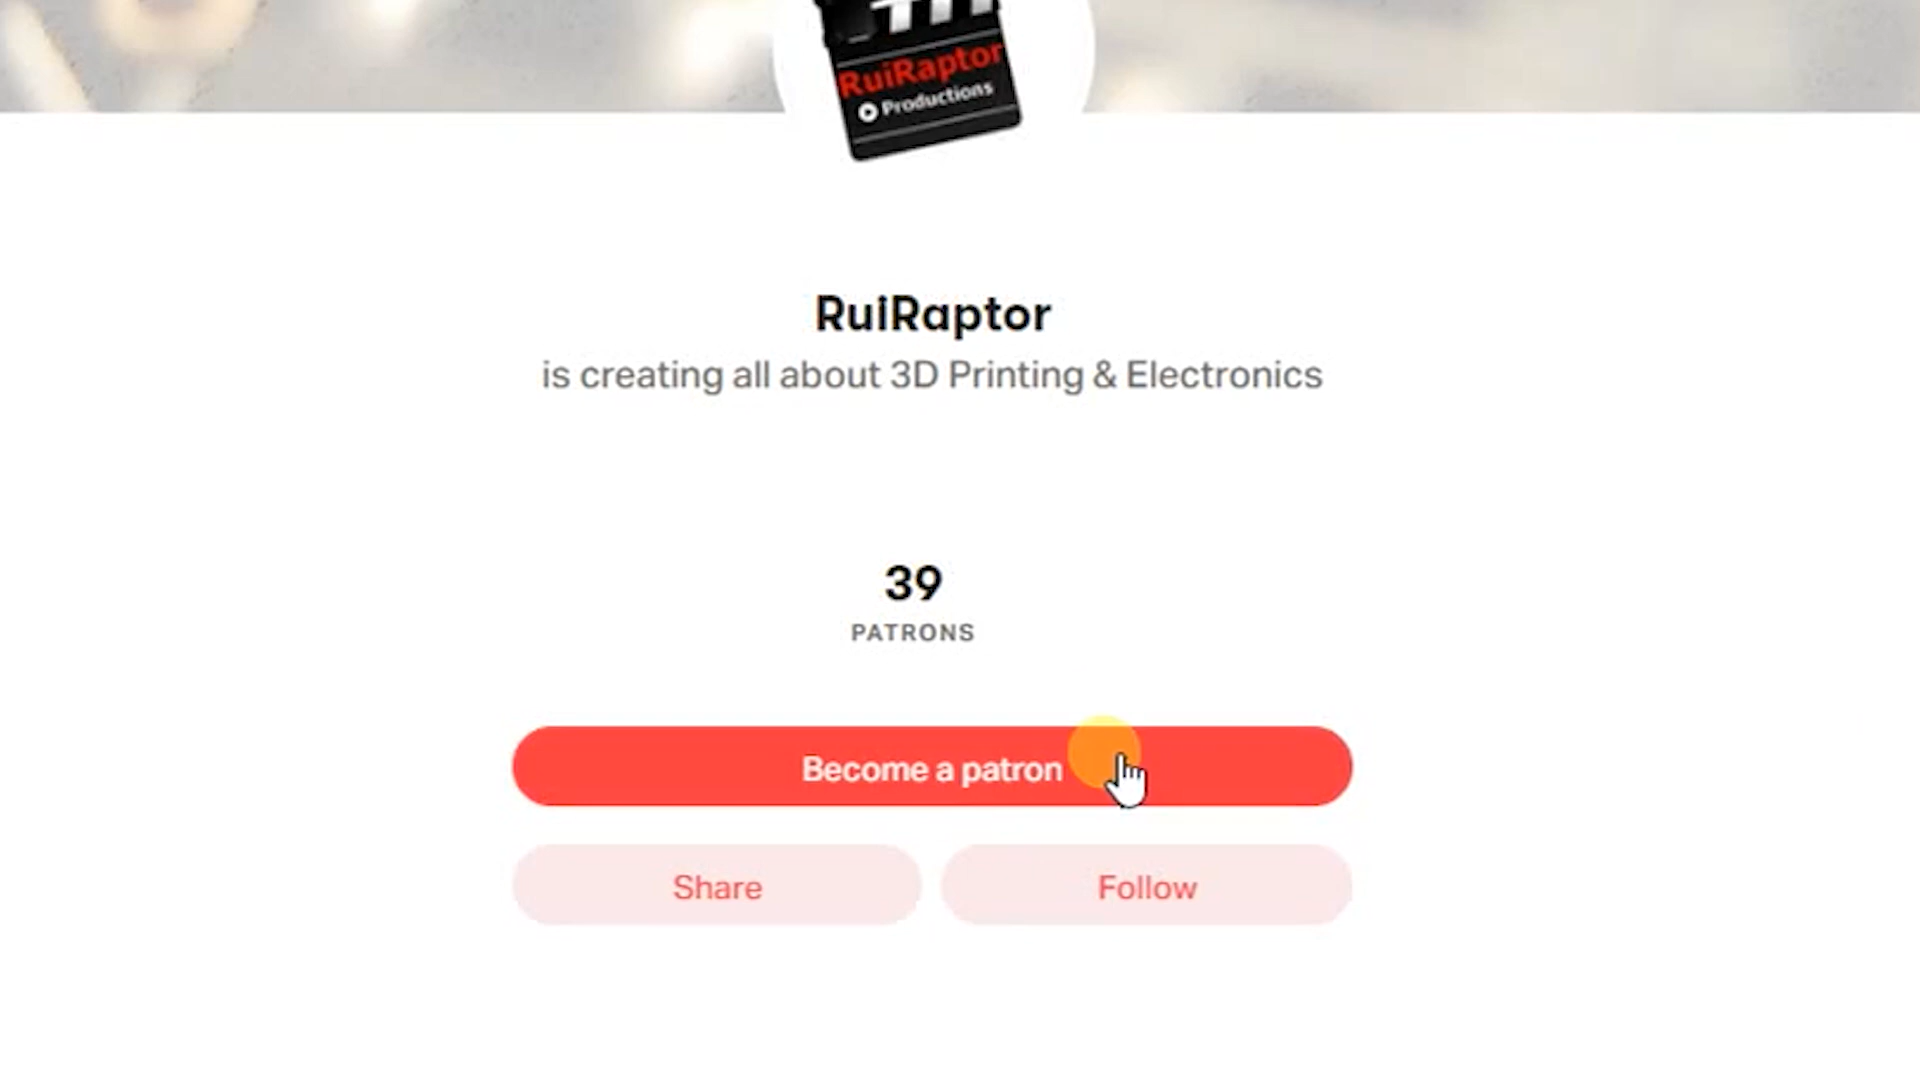 RuiRaptor
Productions
RuiRaptor
is creating all about 3D Printing & Electronics
39
PATRONS
Become a patron
Share
Follow